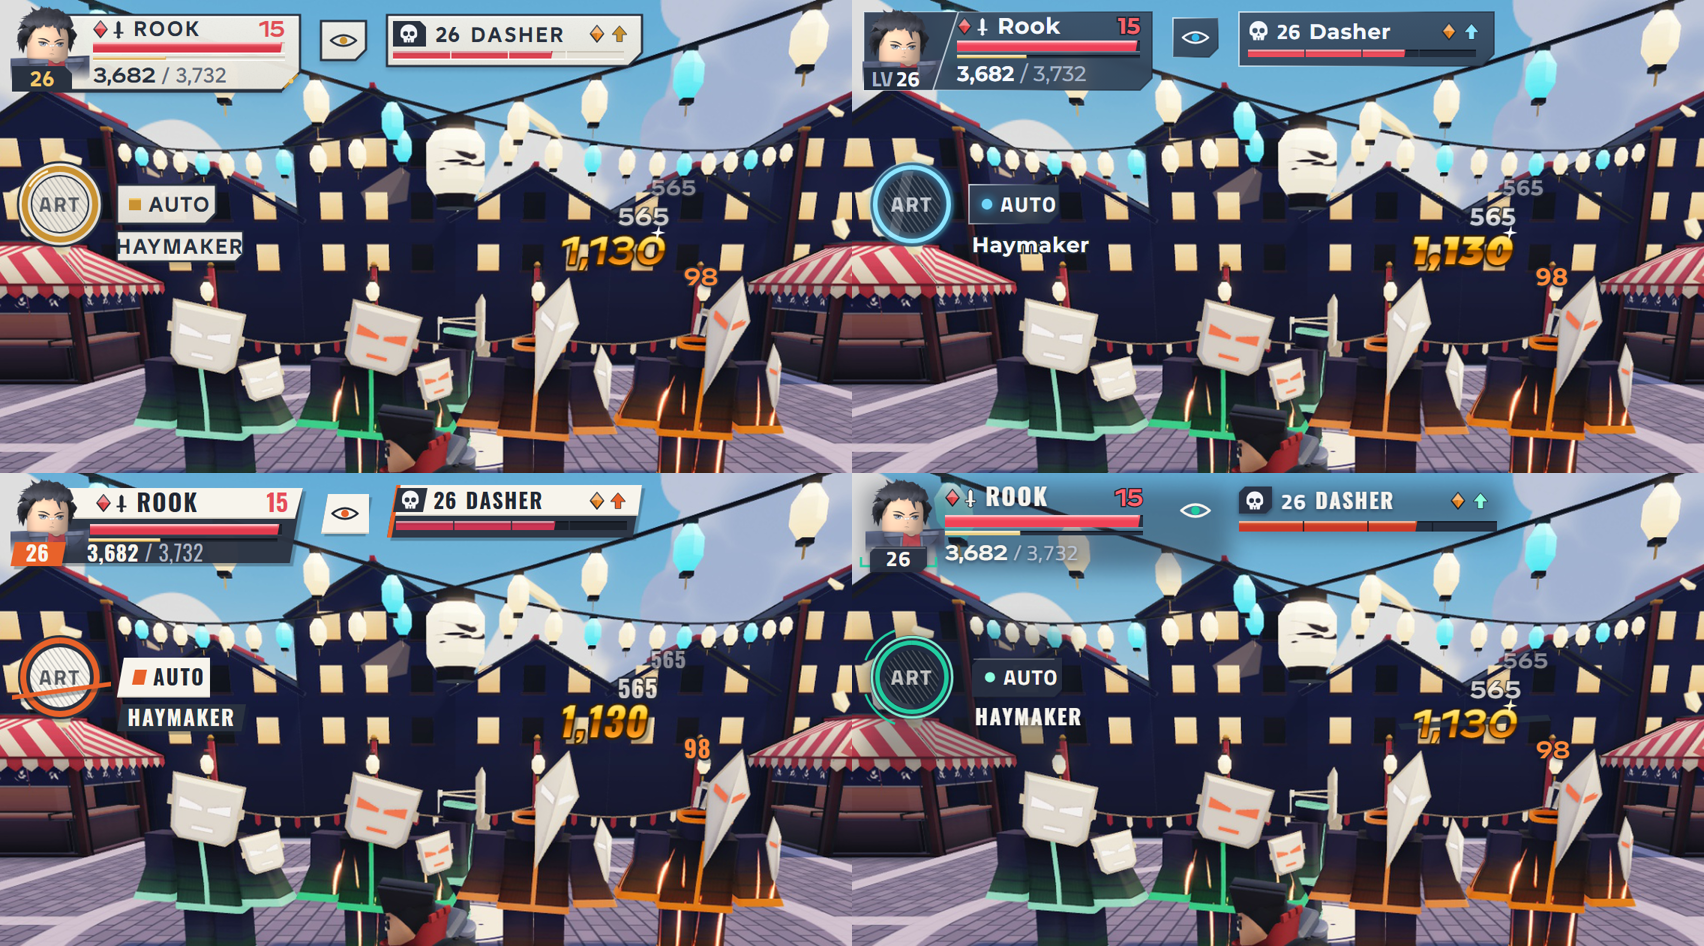 ROOK 15
26
3,682 / 3,732
26 DASHER
ART
AUTO
HAYMAKER
565
565
1,130
98
Rook 15
LV 26
3,682 / 3,732
26 Dasher
ART
AUTO
Haymaker
565
565
1,130
98
ROOK 15
26
3,682 / 3,732
26 DASHER
ART
AUTO
HAYMAKER
565
565
1,130
98
ROOK 15
26
3,682 / 3,732
26 DASHER
ART
AUTO
HAYMAKER
565
565
1,130
98